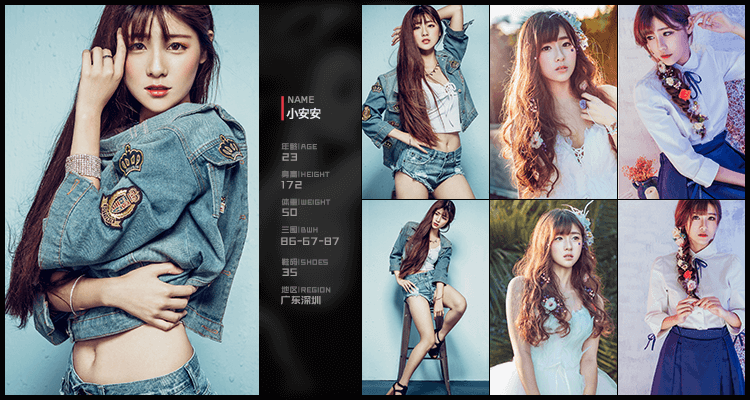 NAME
小安安
年龄|AGE
23
身高|HEIGHT
172
体重|WEIGHT
50
三围|BWH
86-67-87
鞋码|SHOES
35
地区|REGION
广东深圳